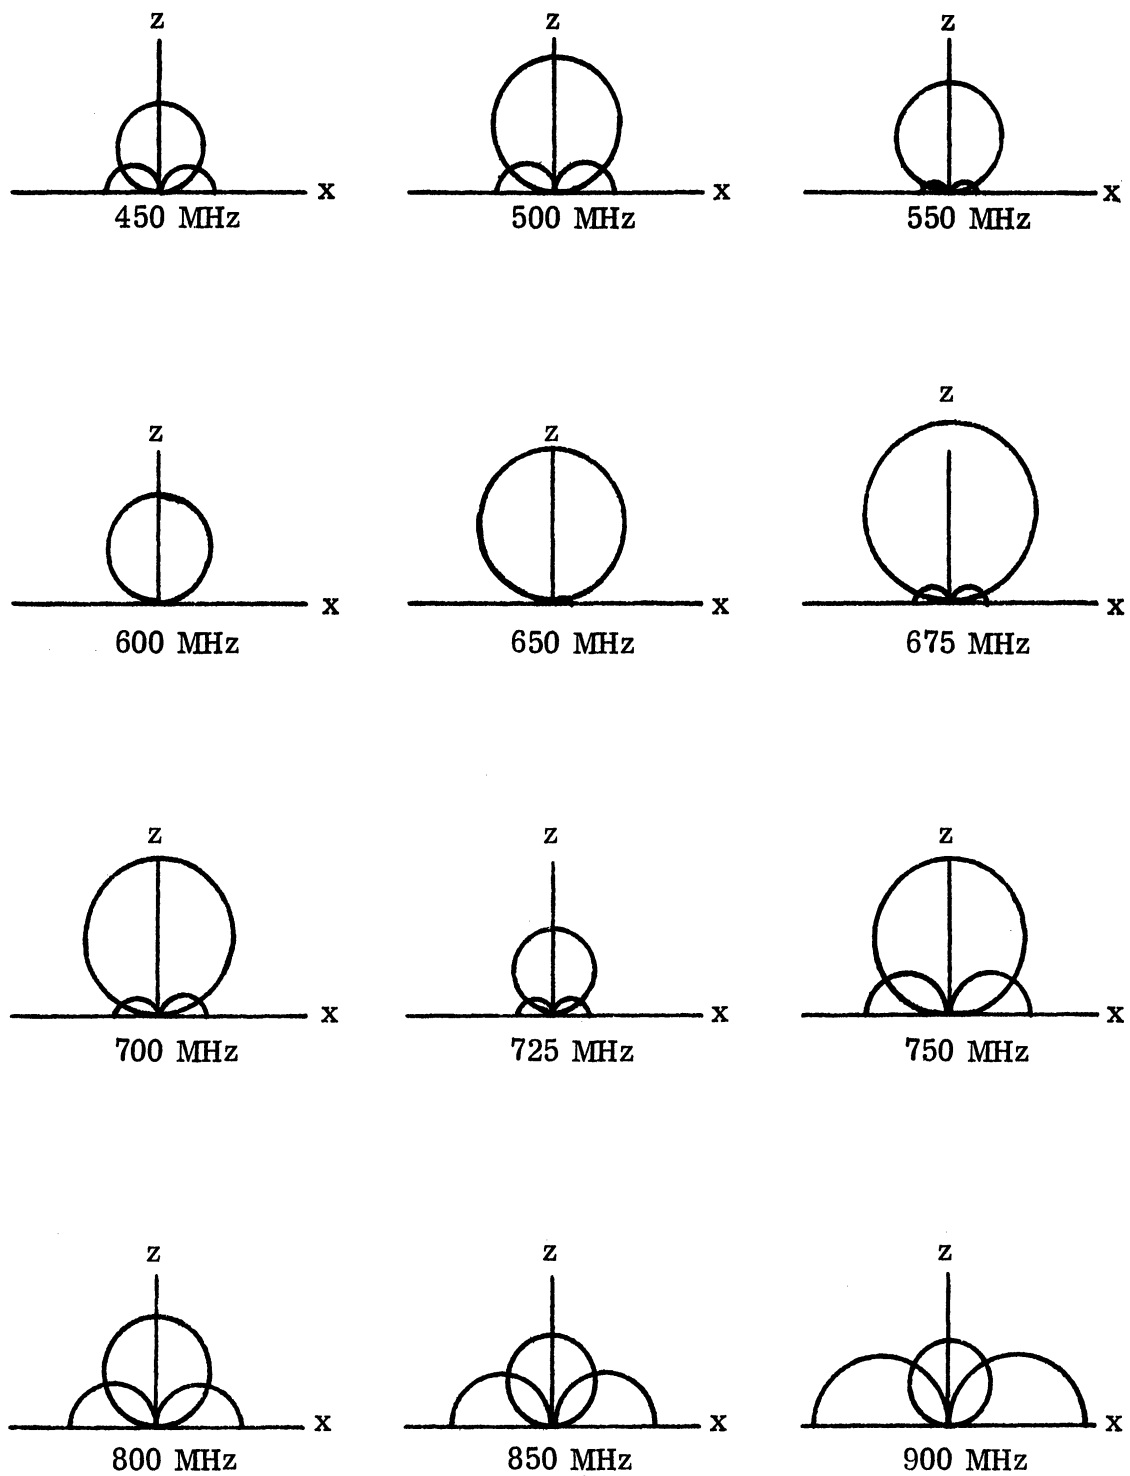 z z z
x x x
450 MHz 500 MHz 550 MHz
z z z
x x x
600 MHz 650 MHz 675 MHz
z z z
x x x
700 MHz 725 MHz 750 MHz
z z z
x x x
800 MHz 850 MHz 900 MHz